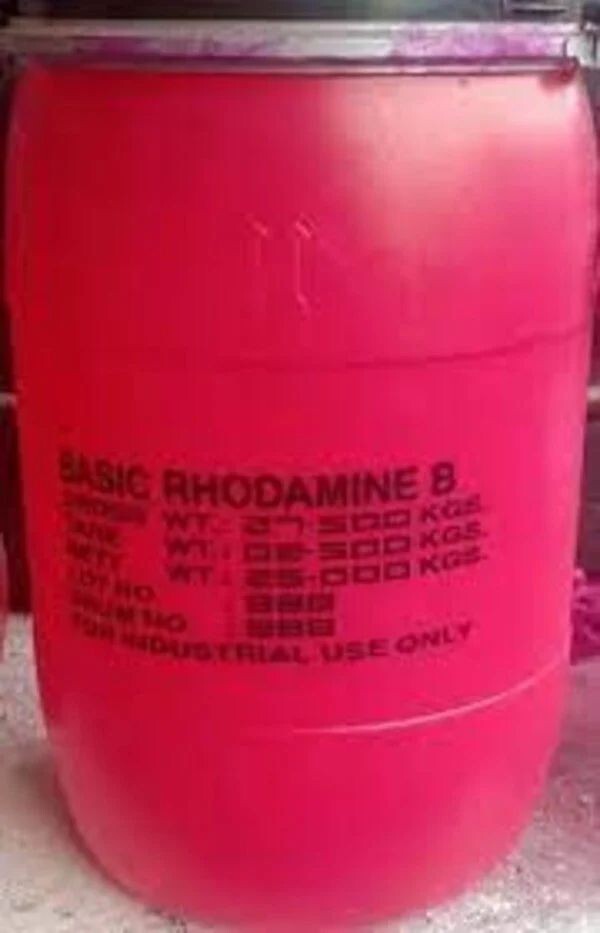 BASIC RHODAMINE B
GROSS WT.: 27-500 KGS.
TARE WT.: 02-500 KGS.
NETT WT.: 25-000 KGS.
LOT NO.
DRUM NO
FOR INDUSTRIAL USE ONLY